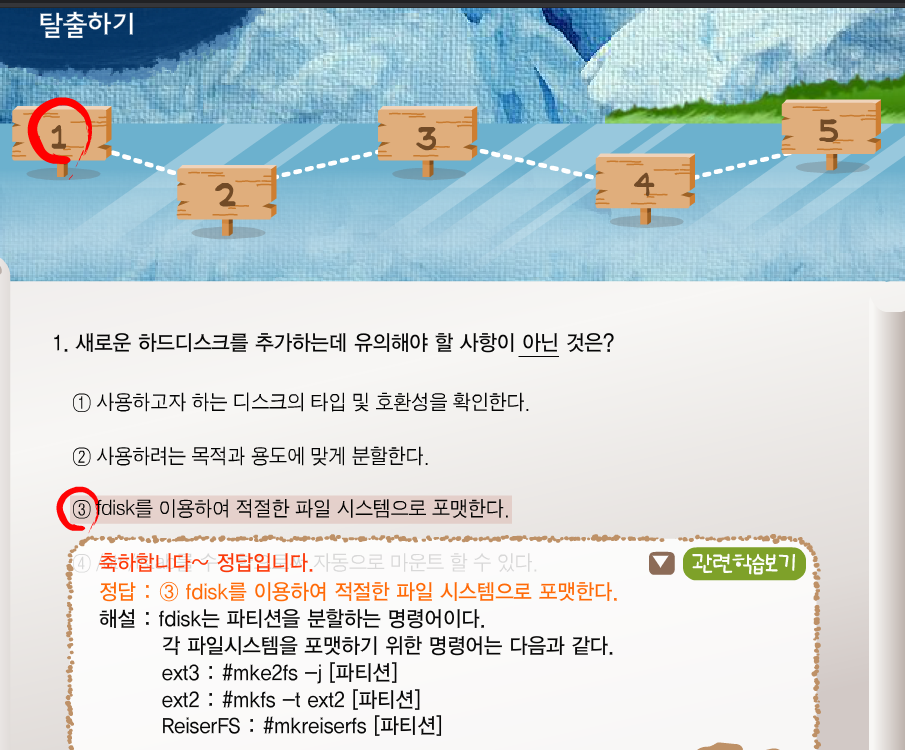 탈출하기
1
2
3
4
5
1. 새로운 하드디스크를 추가하는데 유의해야 할 사항이 아닌 것은?
① 사용하고자 하는 디스크의 타입 및 호환성을 확인한다.
② 사용하려는 목적과 용도에 맞게 분할한다.
③ fdisk를 이용하여 적절한 파일 시스템으로 포맷한다.
④ 자동으로 마운트 할 수 있다.
축하합니다~ 정답입니다.
관련학습보기
정답 : ③ fdisk를 이용하여 적절한 파일 시스템으로 포맷한다.
해설 : fdisk는 파티션을 분할하는 명령어이다.
각 파일시스템을 포맷하기 위한 명령어는 다음과 같다.
ext3 : #mke2fs –j [파티션]
ext2 : #mkfs –t ext2 [파티션]
ReiserFS : #mkreiserfs [파티션]